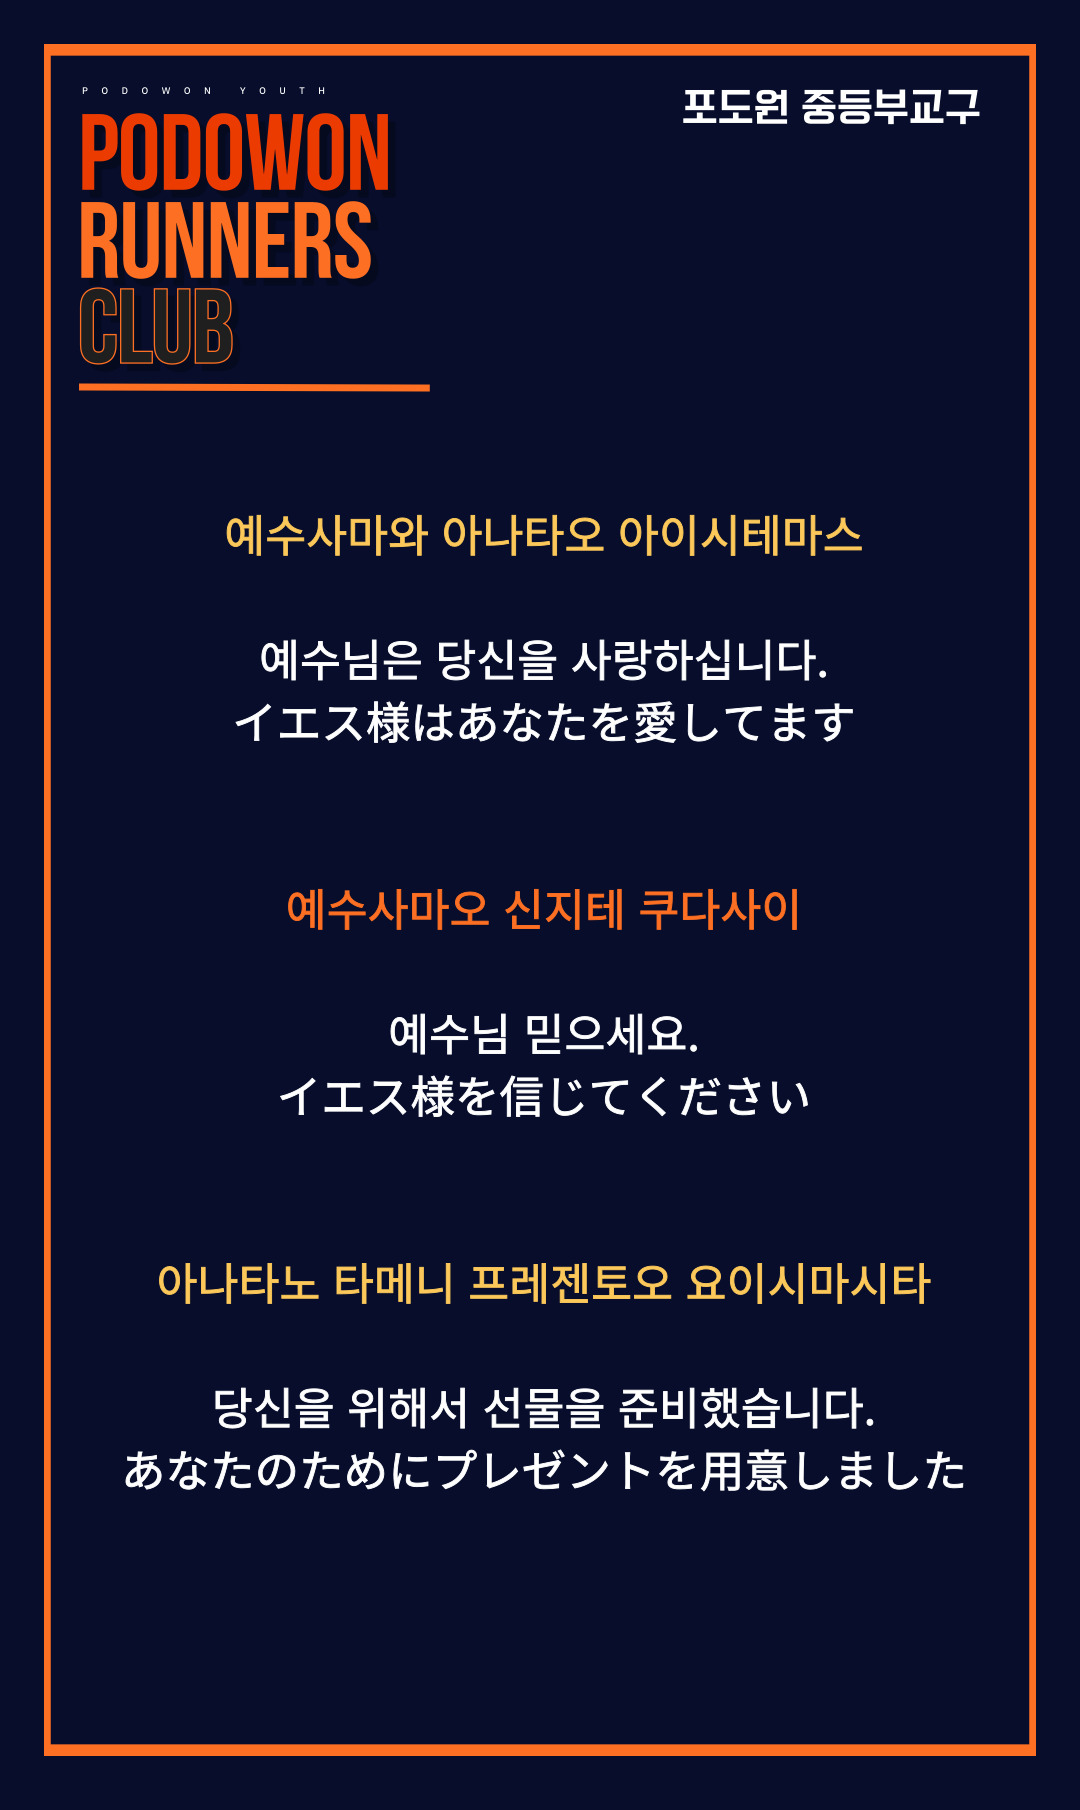 PODOWON YOUTH
포도원 중등부교구
PODOWON
RUNNERS
CLUB
예수사마와 아나타오 아이시테마스
예수님은 당신을 사랑하십니다.
イエス様はあなたを愛してます
예수사마오 신지테 쿠다사이
예수님 믿으세요.
イエス様を信じてください
아나타노 타메니 프레젠토오 요이시마시타
당신을 위해서 선물을 준비했습니다.
あなたのためにプレゼントを用意しました